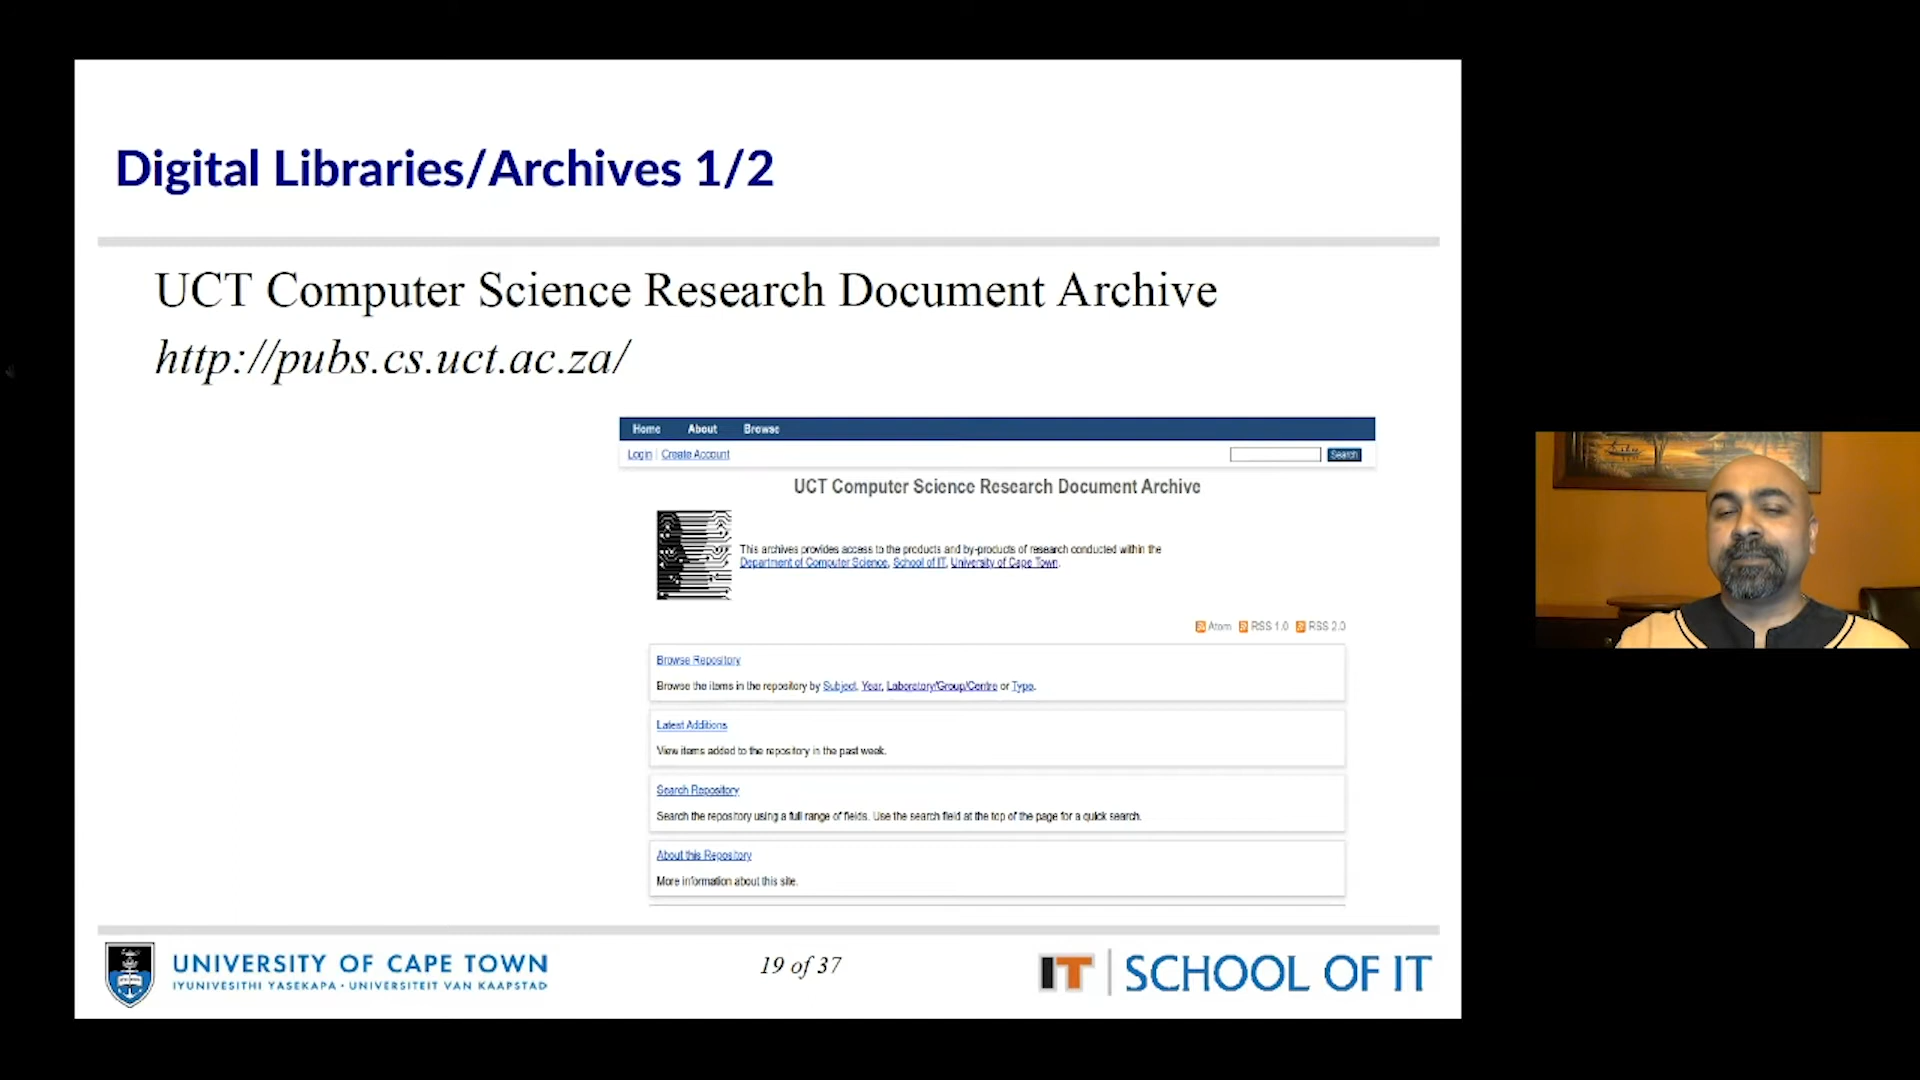 Digital Libraries/Archives 1/2
UCT Computer Science Research Document Archive
http://pubs.cs.uct.ac.za/
Home About Browse
Login Create Account Search
UCT Computer Science Research Document Archive
This archives provides access to the products and by-products of research conducted within the
Department of Computer Science, School of IT, University of Cape Town.
Atom RSS 1.0 RSS 2.0
Browse Repository
Browse the items in the repository by Subject, Year, Laboratory/Group/Centre or Type.
Latest Additions
View items added to the repository in the past week.
Search Repository
Search the repository using a full range of fields. Use the search field at the top of the page for a quick search.
About this Repository
More information about this site.
UNIVERSITY OF CAPE TOWN
IYUNIVESITHI YASEKAPA • UNIVERSITEIT VAN KAAPSTAD
19 of 37
IT SCHOOL OF IT